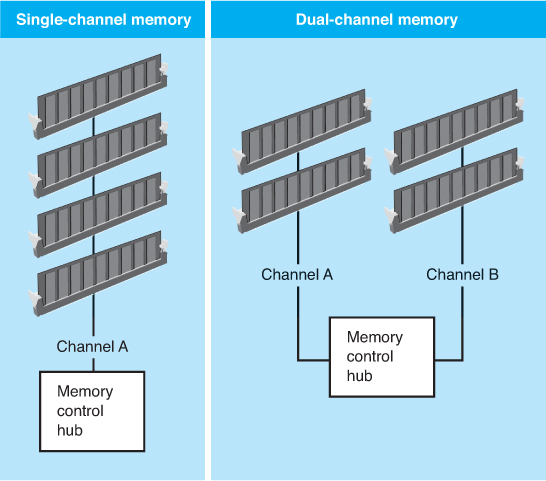 Single-channel memory
Channel A
Memory
control
hub
Dual-channel memory
Channel A
Channel B
Memory
control
hub